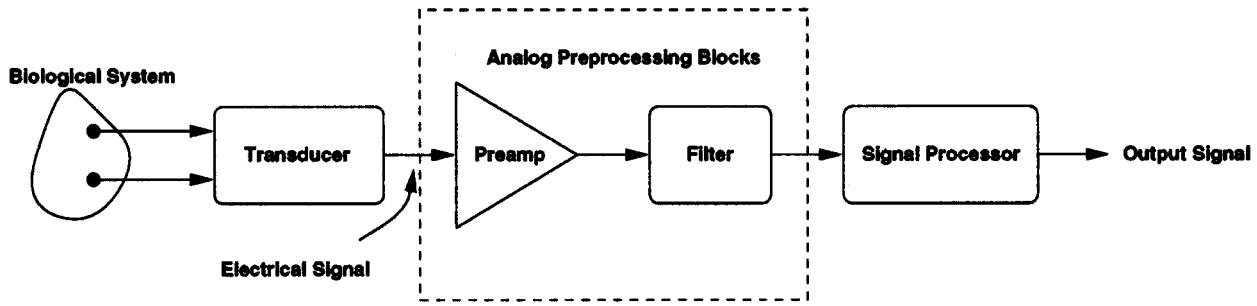 Analog Preprocessing Blocks
Biological System
Transducer
Preamp
Filter
Signal Processor
Output Signal
Electrical Signal